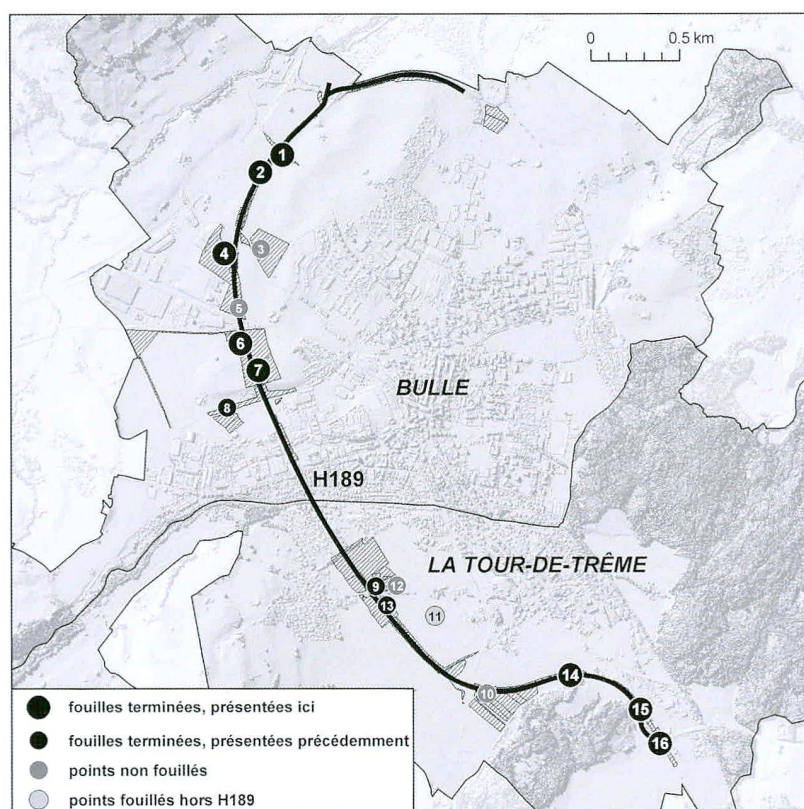 0 0.5 km
1
2
3
4
5
6
7
8
BULLE
H189
LA TOUR-DE-TRÊME
9
12
13
11
10
14
15
16
fouilles terminées, présentées ici
fouilles terminées, présentées précédemment
points non fouillés
points fouillés hors H189